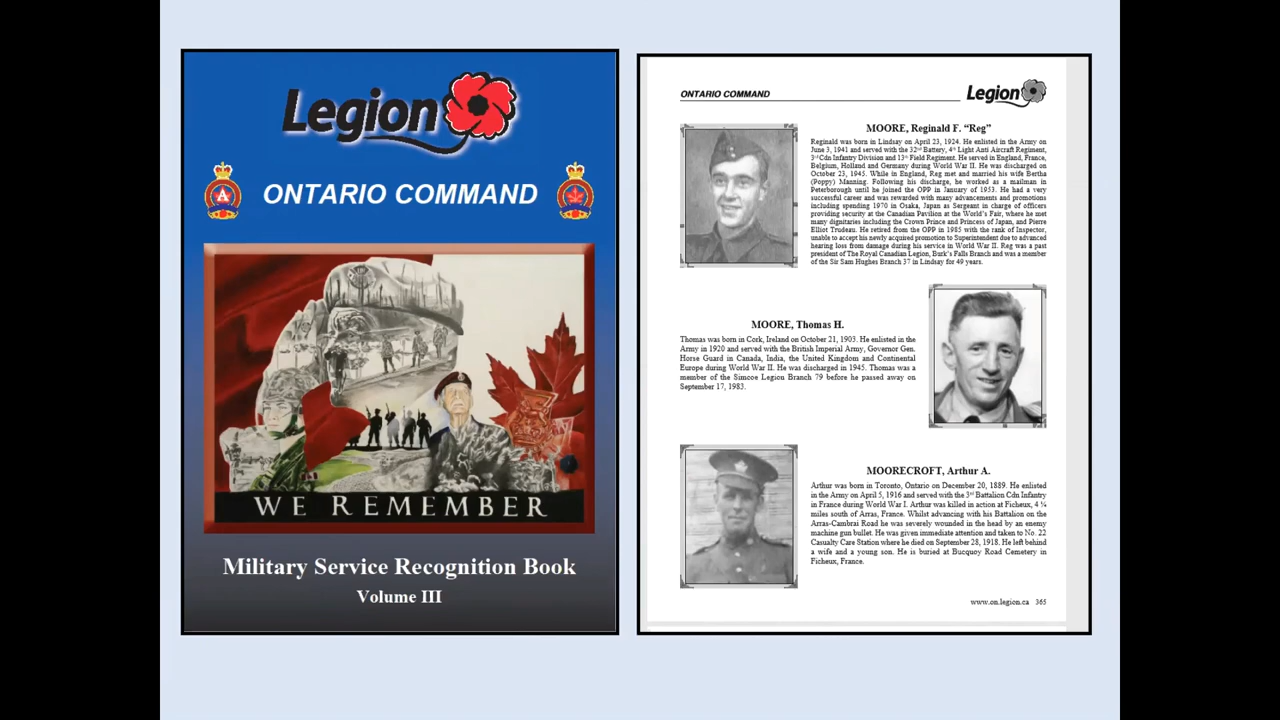 Legion
ONTARIO COMMAND
WE REMEMBER
Military Service Recognition Book
Volume III
ONTARIO COMMAND
Legion
MOORE, Reginald F. “Reg”
Reginald was born in Lindsay on April 23, 1924. He enlisted in the Army on
June 3, 1941 and served with the 32nd Battery, 4th Light Anti Aircraft Regiment,
3rd Cdn Infantry Division and 13th Field Regiment. He served in England, France,
Belgium, Holland and Germany during World War II. He was discharged on
October 23, 1945. While in England, Reg met and married his wife Bertha
(Poppy) Manning. Following his discharge, he worked as a mailman in
Peterborough until he joined the OPP in January of 1953. He had a very
successful career and was rewarded with many advancements and promotions
including spending 1970 in Osaka, Japan as Sergeant in charge of officers
providing security at the Canadian Pavilion at the World's Fair, where he met
many dignitaries including the Crown Prince and Princess of Japan, and Pierre
Elliot Trudeau. He retired from the OPP in 1985 with the rank of Inspector,
unable to accept his newly acquired promotion to Superintendent due to advanced
hearing loss from damage during his service in World War II. Reg was a past
president of The Royal Canadian Legion, Burk's Falls Branch and was a member
of the Sir Sam Hughes Branch 37 in Lindsay for 49 years.
MOORE, Thomas H.
Thomas was born in Cork, Ireland on October 21, 1903. He enlisted in the
Army in 1920 and served with the British Imperial Army, Governor Gen.
Horse Guard in Canada, India, the United Kingdom and Continental
Europe during World War II. He was discharged in 1945. Thomas was a
member of the Simcoe Legion Branch 79 before he passed away on
September 17, 1983.
MOORECROFT, Arthur A.
Arthur was born in Toronto, Ontario on December 20, 1889. He enlisted
in the Army on April 5, 1916 and served with the 3rd Battalion Cdn Infantry
in France during World War I. Arthur was killed in action at Ficheux, 4 ¼
miles south of Arras, France. Whilst advancing with his Battalion on the
Arras-Cambrai Road he was severely wounded in the head by an enemy
machine gun bullet. He was given immediate attention and taken to No. 22
Casualty Care Station where he died on September 28, 1918. He left behind
a wife and a young son. He is buried at Bucquoy Road Cemetery in
Ficheux, France.
www.on.legion.ca 365